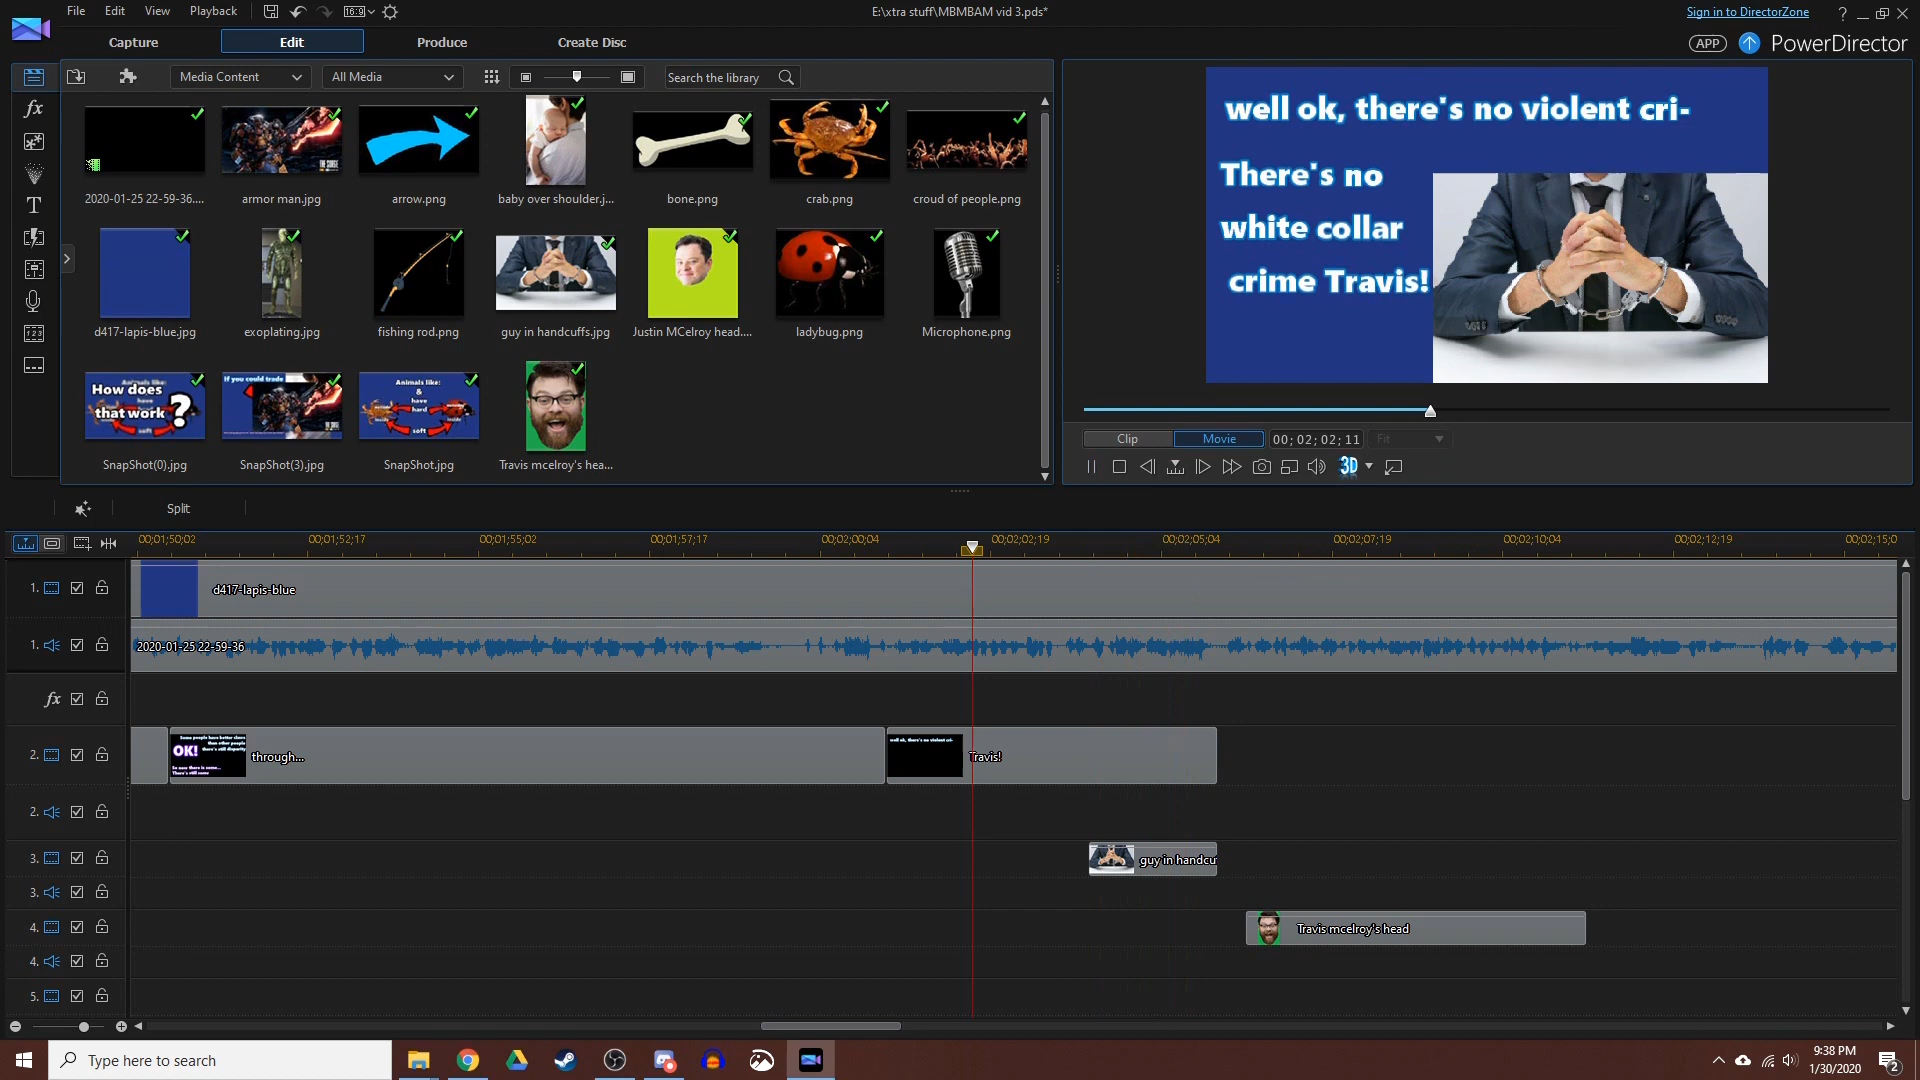 File Edit View Playback
E:\xtra stuff\MBMBAM vid 3.pds*
Sign in to DirectorZone
?
Capture Edit Produce Create Disc
APP PowerDirector
Media Content All Media Search the library
2020-01-25 22-59-36.... armor man.jpg arrow.png baby over shoulder.j... bone.png crab.png croud of people.png
d417-lapis-blue.jpg exoplating.jpg fishing rod.png guy in handcuffs.jpg Justin MCelroy head.... ladybug.png Microphone.png
How does that work?
If you could trade
Animals like:
&
have
hard
soft
SnapShot(0).jpg SnapShot(3).jpg SnapShot.jpg Travis mcelroy's hea...
well ok, there's no violent cri-
There's no
white collar
crime Travis!
Clip Movie 00; 02; 02; 11 Fit
3D
fx
T
Split
00;01;50;02 00;01;52;17 00;01;55;02 00;01;57;17 00;02;00;04 00;02;02;19 00;02;05;04 00;02;07;19 00;02;10;04 00;02;12;19 00;02;15;0
1. d417-lapis-blue
1. 2020-01-25 22-59-36
fx
2. OK! through... well ok, there's no violent cri- Travis!
2.
3. guy in handcu
3.
4. Travis mcelroy's head
4.
5.
Type here to search
9:38 PM
1/30/2020
2